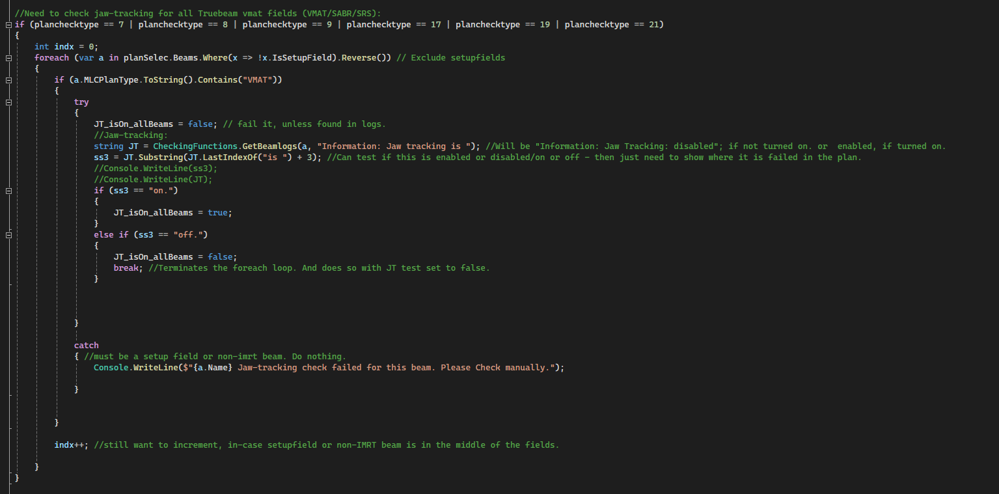 //Need to check jaw-tracking for all Truebeam vmat fields (VMAT/SABR/SRS):
if (planchecktype == 7 | planchecktype == 8 | planchecktype == 9 | planchecktype == 17 | planchecktype == 19 | planchecktype == 21)
{
int indx = 0;
foreach (var a in planSelec.Beams.Where(x => !x.IsSetupField).Reverse()) // Exclude setupfields
{
if (a.MLCPlanType.ToString().Contains("VMAT"))
{
try
{
JT_isOn_allBeams = false; // fail it, unless found in logs.
//Jaw-tracking:
string JT = CheckingFunctions.GetBeamlogs(a, "Information: Jaw tracking is "); //Will be "Information: Jaw Tracking: disabled"; if not turned on. or  enabled, if turned on.
ss3 = JT.Substring(JT.LastIndexOf("is ") + 3); //Can test if this is enabled or disabled/on or off - then just need to show where it is failed in the plan.
//Console.WriteLine(ss3);
//Console.WriteLine(JT);
if (ss3 == "on.")
{
JT_isOn_allBeams = true;
}
else if (ss3 == "off.")
{
JT_isOn_allBeams = false;
break; //Terminates the foreach loop. And does so with JT test set to false.
}
}
catch
{ //must be a setup field or non-imrt beam. Do nothing.
Console.WriteLine($"{a.Name} Jaw-tracking check failed for this beam. Please Check manually.");
}
}
indx++; //still want to increment, in-case setupfield or non-IMRT beam is in the middle of the fields.
}
}